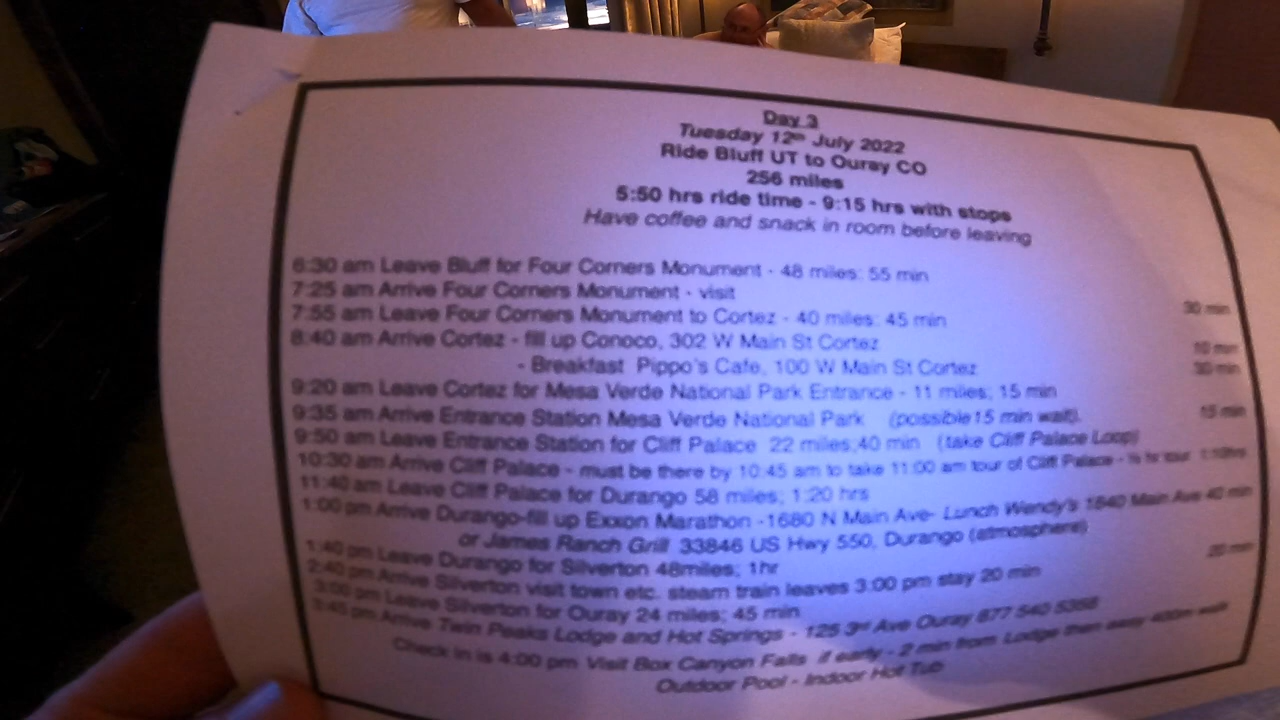 Day 3
Tuesday 12th July 2022
Ride Bluff UT to Ouray CO
256 miles
5:50 hrs ride time - 9:15 hrs with stops
Have coffee and snack in room before leaving
6:30 am Leave Bluff for Four Corners Monument - 48 miles: 55 min
7:25 am Arrive Four Corners Monument - visit 30 min
7:55 am Leave Four Corners Monument to Cortez - 40 miles: 45 min
8:40 am Arrive Cortez - fill up Conoco, 302 W Main St Cortez 10 min
- Breakfast Pippo's Cafe, 100 W Main St Cortez 30 min
9:20 am Leave Cortez for Mesa Verde National Park Entrance - 11 miles; 15 min
9:35 am Arrive Entrance Station Mesa Verde National Park (possible15 min wait). 15 min
9:50 am Leave Entrance Station for Cliff Palace 22 miles,40 min (take Cliff Palace Loop)
10:30 am Arrive Cliff Palace - must be there by 10:45 am to take 11:00 am tour of Cliff Palace - ½ hr tour 1:10hrs
11:40 am Leave Cliff Palace for Durango 58 miles; 1:20 hrs
1:00 pm Arrive Durango-fill up Exxon Marathon -1680 N Main Ave- Lunch Wendy's 1840 Main Ave 40 min
or James Ranch Grill 33846 US Hwy 550, Durango (atmosphere)
1:40 pm Leave Durango for Silverton 48miles; 1hr
2:40 pm Arrive Silverton visit town etc. steam train leaves 3:00 pm stay 20 min 20 min
3:00 pm Leave Silverton for Ouray 24 miles; 45 min
3:45 pm Arrive Twin Peaks Lodge and Hot Springs - 125 3rd Ave Ouray 877 540 5358
Check in is 4:00 pm Visit Box Canyon Falls if early - 2 min from Lodge then easy 400m walk
Outdoor Pool - Indoor Hot Tub